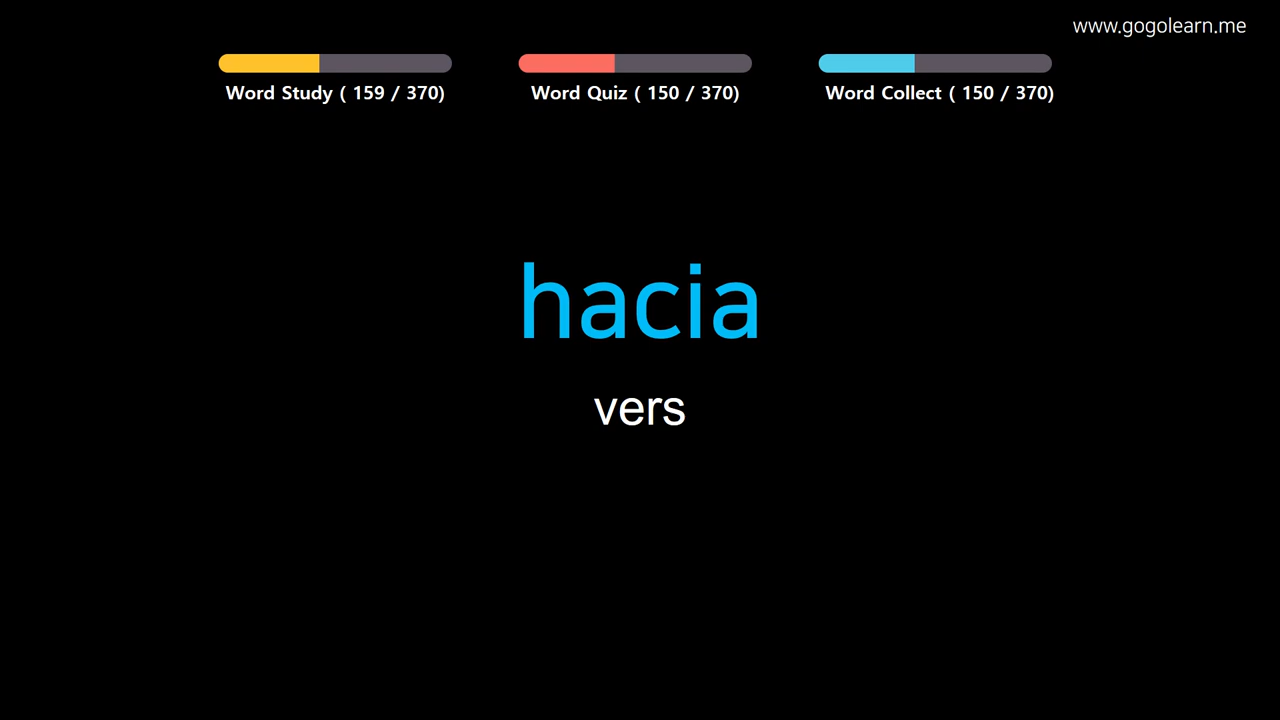 www.gogolearn.me
Word Study ( 159 / 370)
Word Quiz ( 150 / 370)
Word Collect ( 150 / 370)
hacia
vers